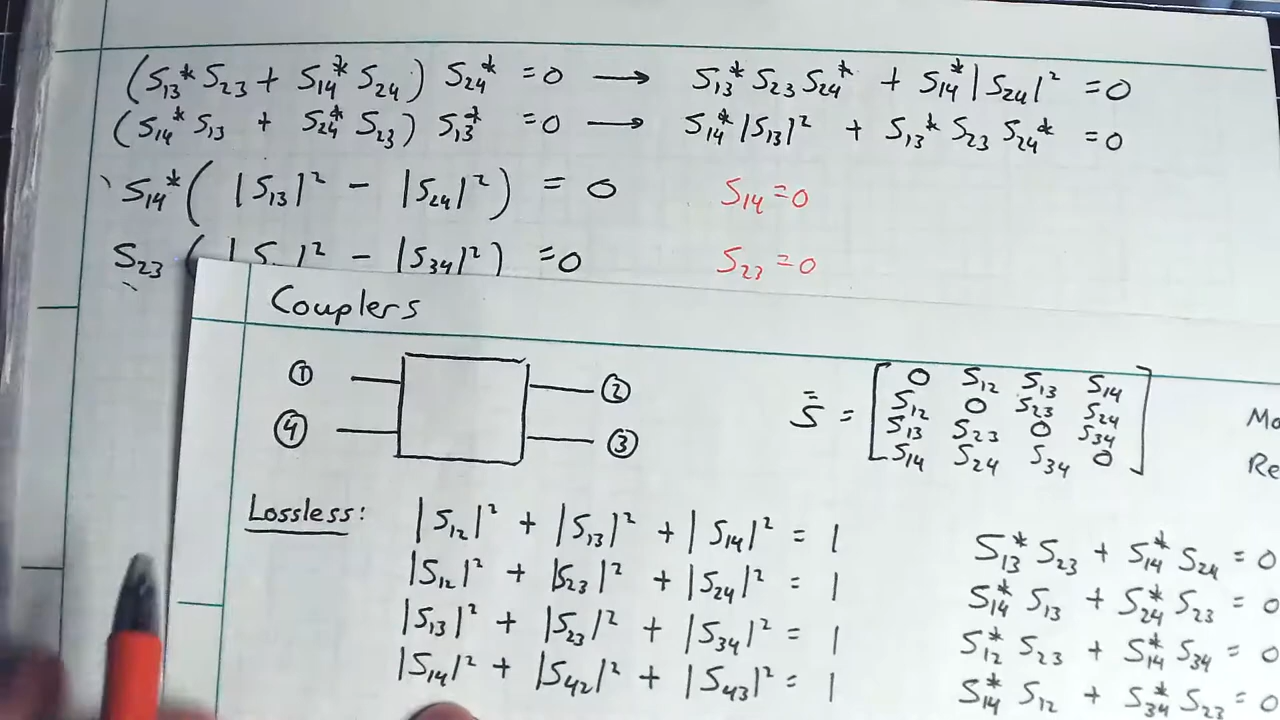 (S13* S23 + S14* S24) S24* = 0 → S13* S23 S24* + S14* |S24|² = 0
(S14* S13 + S24* S23) S13* = 0 → S14* |S13|² + S13* S23 S24* = 0
S14* ( |S13|² - |S24|² ) = 0 S14 = 0
S23 ( | S |² - |S34|² ) = 0 S23 = 0
Couplers
① ②
④ ③
S̿ = [ 0 S12 S13 S14
S12 0 S23 S24
S13 S23 0 S34
S14 S24 S34 0 ]
Lossless: |S12|² + |S13|² + |S14|² = 1
|S12|² + |S23|² + |S24|² = 1
|S13|² + |S23|² + |S34|² = 1
|S14|² + |S42|² + |S43|² = 1
S13* S23 + S14* S24 = 0
S14* S13 + S24* S23 = 0
S12* S23 + S14* S34 = 0
S14* S12 + S34* S23 = 0